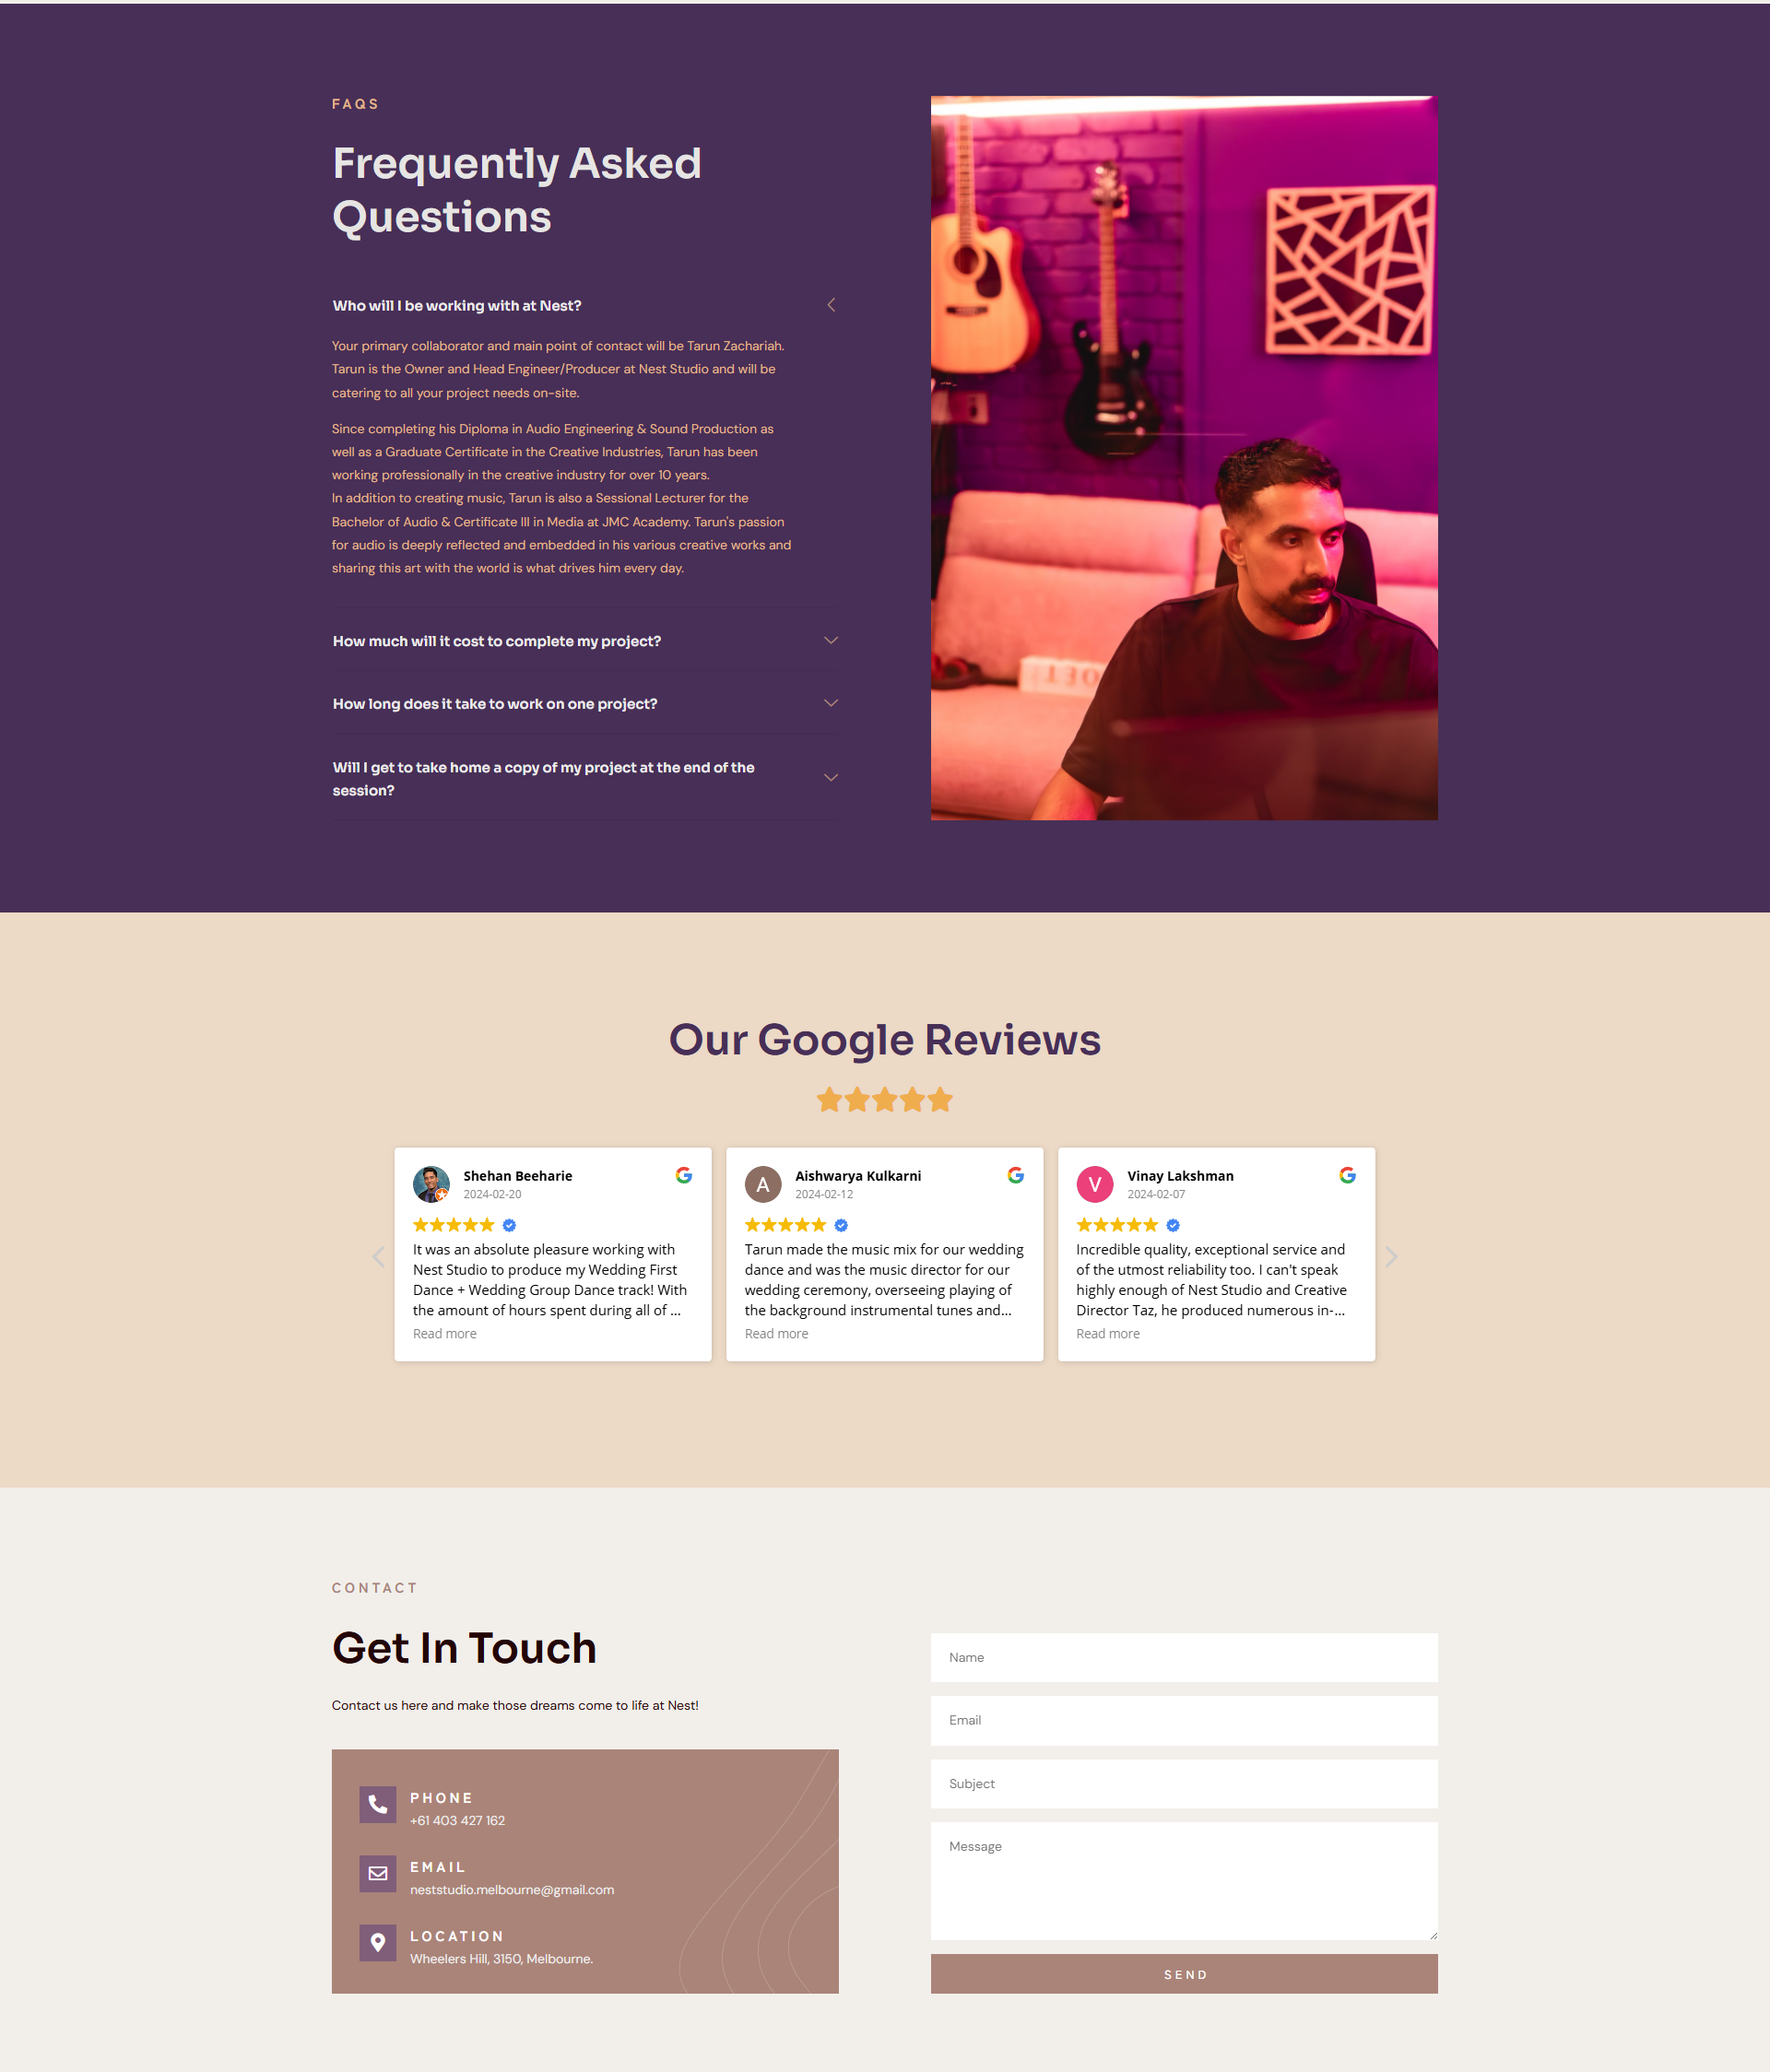 FAQS
Frequently Asked
Questions
Who will I be working with at Nest?
Your primary collaborator and main point of contact will be Tarun Zachariah.
Tarun is the Owner and Head Engineer/Producer at Nest Studio and will be
catering to all your project needs on-site.
Since completing his Diploma in Audio Engineering & Sound Production as
well as a Graduate Certificate in the Creative Industries, Tarun has been
working professionally in the creative industry for over 10 years.
In addition to creating music, Tarun is also a Sessional Lecturer for the
Bachelor of Audio & Certificate III in Media at JMC Academy. Tarun's passion
for audio is deeply reflected and embedded in his various creative works and
sharing this art with the world is what drives him every day.
How much will it cost to complete my project?
How long does it take to work on one project?
Will I get to take home a copy of my project at the end of the
session?
Our Google Reviews
Shehan Beeharie
2024-02-20
It was an absolute pleasure working with
Nest Studio to produce my Wedding First
Dance + Wedding Group Dance track! With
the amount of hours spent during all of ...
Read more
A
Aishwarya Kulkarni
2024-02-12
Tarun made the music mix for our wedding
dance and was the music director for our
wedding ceremony, overseeing playing of
the background instrumental tunes and...
Read more
V
Vinay Lakshman
2024-02-07
Incredible quality, exceptional service and
of the utmost reliability too. I can't speak
highly enough of Nest Studio and Creative
Director Taz, he produced numerous in-...
Read more
CONTACT
Get In Touch
Contact us here and make those dreams come to life at Nest!
PHONE
+61 403 427 162
EMAIL
neststudio.melbourne@gmail.com
LOCATION
Wheelers Hill, 3150, Melbourne.
Name
Email
Subject
Message
SEND